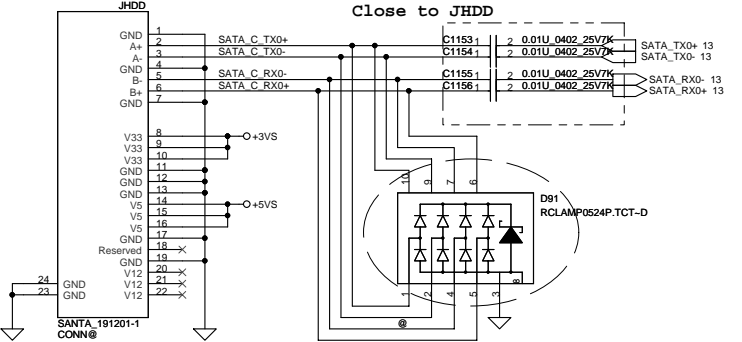 JHDD
Close to JHDD
GND 1
A+ 2 SATA_C_TX0+ C1153 1 2 0.01U_0402_25V7K SATA_TX0+ 13
A- 3 SATA_C_TX0- C1154 1 2 0.01U_0402_25V7K SATA_TX0- 13
GND 4
B- 5 SATA_C_RX0- C1155 1 2 0.01U_0402_25V7K SATA_RX0- 13
B+ 6 SATA_C_RX0+ C1156 1 2 0.01U_0402_25V7K SATA_RX0+ 13
GND 7
V33 8 +3VS
V33 9
V33 10
GND 11
GND 12
GND 13
V5 14 +5VS
V5 15
V5 16
GND 17
Reserved 18
GND 19
V12 20
V12 21
V12 22
24 GND
23 GND
SANTA_191201-1
CONN@
10 9 7 6
D91
RCLAMP0524P.TCT~D
1 2 4 5 3 8
@